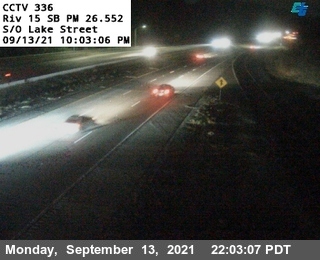 CCTV 336
Riv 15 SB PM 26.552
S/O Lake Street
09/13/21 10:03:06 PM
Monday, September 13, 2021 22:03:07 PDT